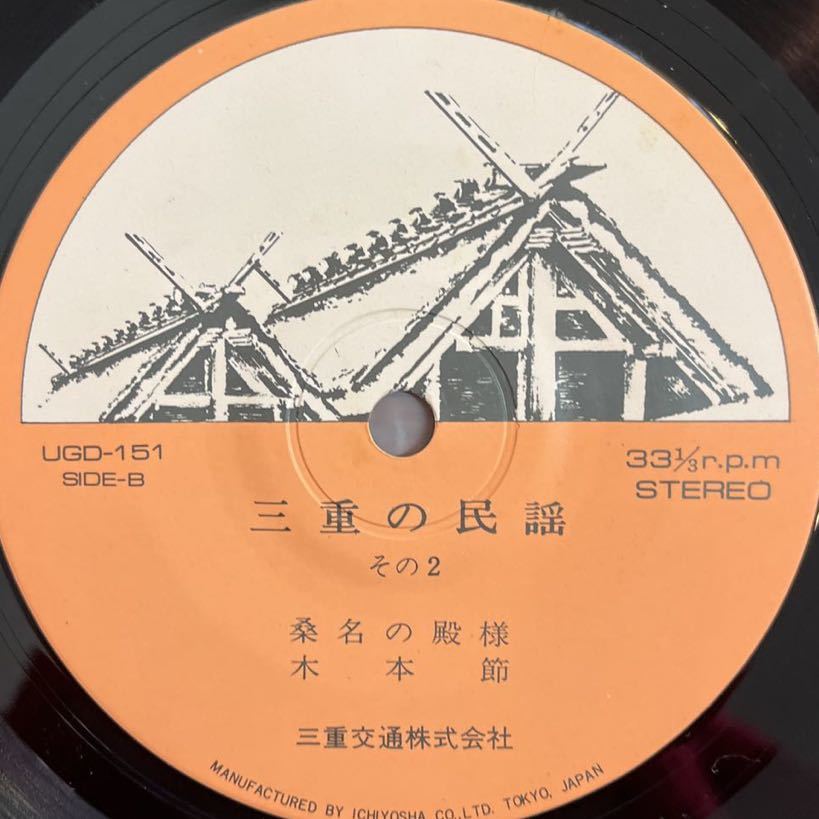 UGD-151
SIDE-B
33⅓r.p.m
STEREO
三重の民謡
その2
桑名の殿様
木本節
三重交通株式会社
MANUFACTURED BY ICHIYOSHA CO.,LTD. TOKYO, JAPAN